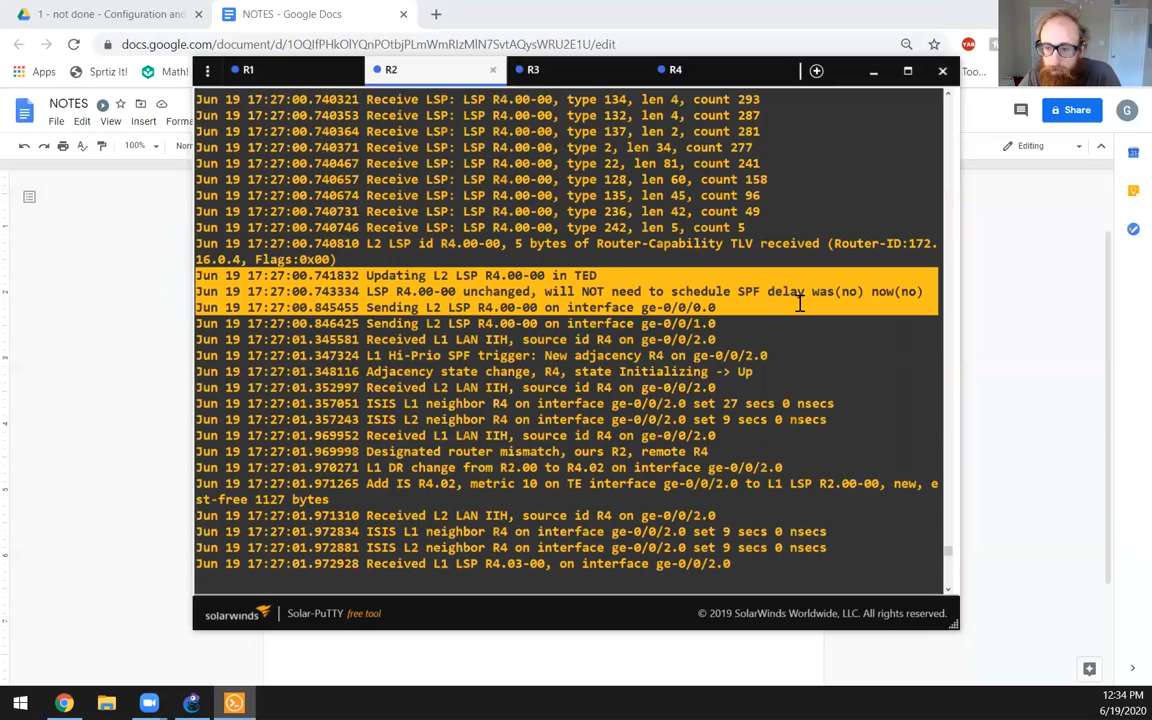 1 - not done - Configuration and
NOTES - Google Docs
docs.google.com/document/d/1OQIfPHkOlYQnPOtbjPLmWmRIzMlN7SvtAQysWRU2E1U/edit
YAB
Apps
Sprtiz It!
Math!
Too...
R1
R2
R3
R4
NOTES
File Edit View Insert Forma
Share
G
100%
Nor
Editing
Jun 19 17:27:00.740321 Receive LSP: LSP R4.00-00, type 134, len 4, count 293
Jun 19 17:27:00.740353 Receive LSP: LSP R4.00-00, type 132, len 4, count 287
Jun 19 17:27:00.740364 Receive LSP: LSP R4.00-00, type 137, len 2, count 281
Jun 19 17:27:00.740371 Receive LSP: LSP R4.00-00, type 2, len 34, count 277
Jun 19 17:27:00.740467 Receive LSP: LSP R4.00-00, type 22, len 81, count 241
Jun 19 17:27:00.740657 Receive LSP: LSP R4.00-00, type 128, len 60, count 158
Jun 19 17:27:00.740674 Receive LSP: LSP R4.00-00, type 135, len 45, count 96
Jun 19 17:27:00.740731 Receive LSP: LSP R4.00-00, type 236, len 42, count 49
Jun 19 17:27:00.740746 Receive LSP: LSP R4.00-00, type 242, len 5, count 5
Jun 19 17:27:00.740810 L2 LSP id R4.00-00, 5 bytes of Router-Capability TLV received (Router-ID:172.
16.0.4, Flags:0x00)
Jun 19 17:27:00.741832 Updating L2 LSP R4.00-00 in TED
Jun 19 17:27:00.743334 LSP R4.00-00 unchanged, will NOT need to schedule SPF delay was(no) now(no)
Jun 19 17:27:00.845455 Sending L2 LSP R4.00-00 on interface ge-0/0/0.0
Jun 19 17:27:00.846425 Sending L2 LSP R4.00-00 on interface ge-0/0/1.0
Jun 19 17:27:01.345581 Received L1 LAN IIH, source id R4 on ge-0/0/2.0
Jun 19 17:27:01.347324 L1 Hi-Prio SPF trigger: New adjacency R4 on ge-0/0/2.0
Jun 19 17:27:01.348116 Adjacency state change, R4, state Initializing -> Up
Jun 19 17:27:01.352997 Received L2 LAN IIH, source id R4 on ge-0/0/2.0
Jun 19 17:27:01.357051 ISIS L1 neighbor R4 on interface ge-0/0/2.0 set 27 secs 0 nsecs
Jun 19 17:27:01.357243 ISIS L2 neighbor R4 on interface ge-0/0/2.0 set 9 secs 0 nsecs
Jun 19 17:27:01.969952 Received L1 LAN IIH, source id R4 on ge-0/0/2.0
Jun 19 17:27:01.969998 Designated router mismatch, ours R2, remote R4
Jun 19 17:27:01.970271 L1 DR change from R2.00 to R4.02 on interface ge-0/0/2.0
Jun 19 17:27:01.971265 Add IS R4.02, metric 10 on TE interface ge-0/0/2.0 to L1 LSP R2.00-00, new, e
st-free 1127 bytes
Jun 19 17:27:01.971310 Received L2 LAN IIH, source id R4 on ge-0/0/2.0
Jun 19 17:27:01.972834 ISIS L1 neighbor R4 on interface ge-0/0/2.0 set 9 secs 0 nsecs
Jun 19 17:27:01.972881 ISIS L2 neighbor R4 on interface ge-0/0/2.0 set 9 secs 0 nsecs
Jun 19 17:27:01.972928 Received L1 LSP R4.03-00, on interface ge-0/0/2.0
solarwinds
Solar-PuTTY free tool
© 2019 SolarWinds Worldwide, LLC. All rights reserved.
12:34 PM
6/19/2020